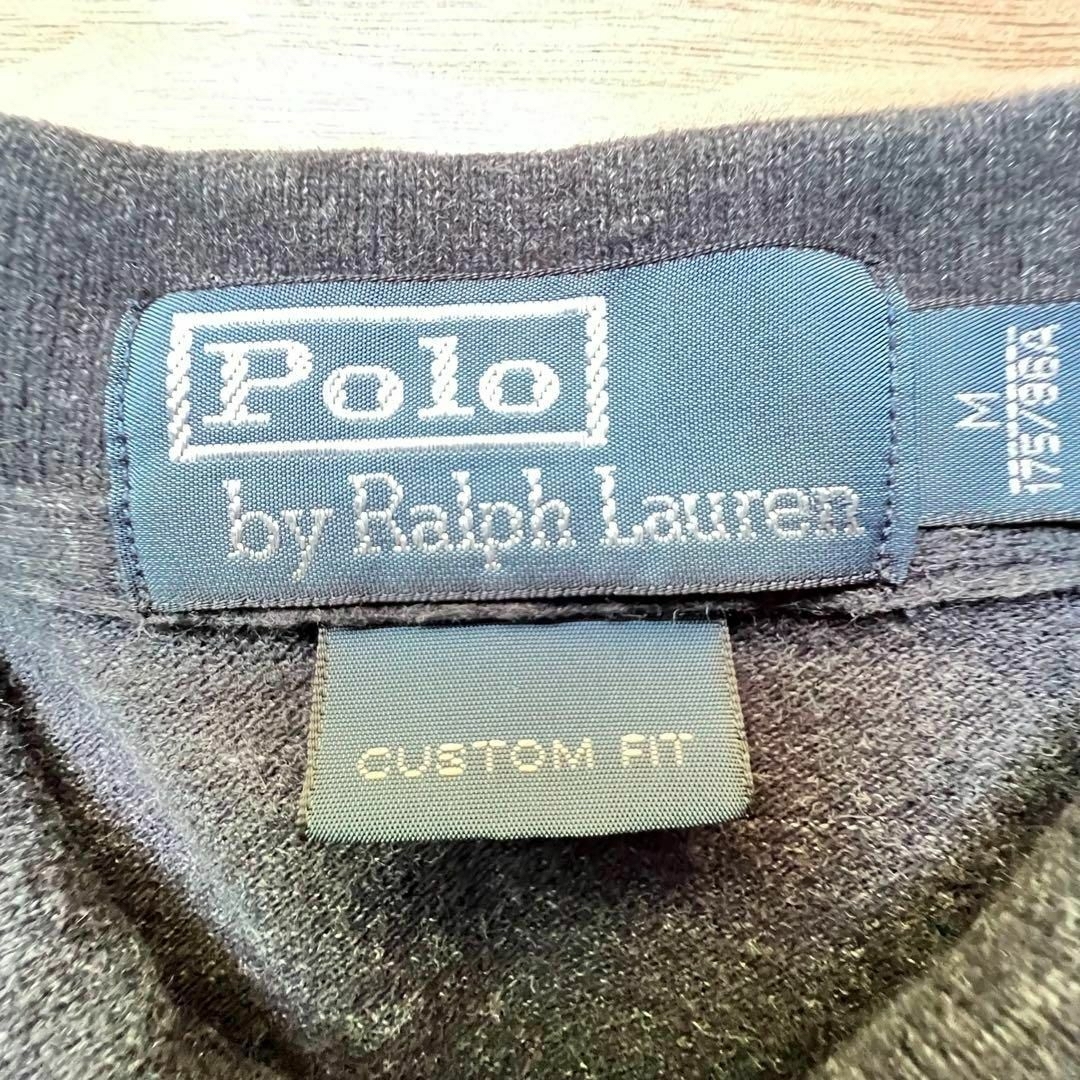 Polo
by Ralph Lauren
M
175/96A
CUSTOM FIT